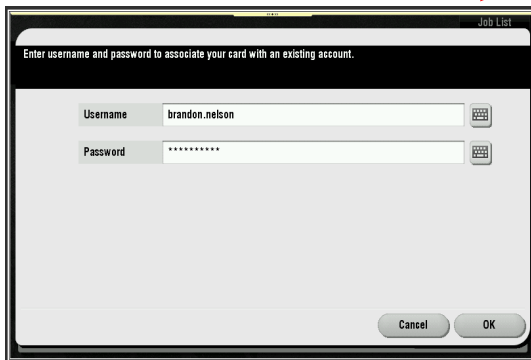 Job List
Enter username and password to associate your card with an existing account.
Username brandon.nelson
Password **********
Cancel OK